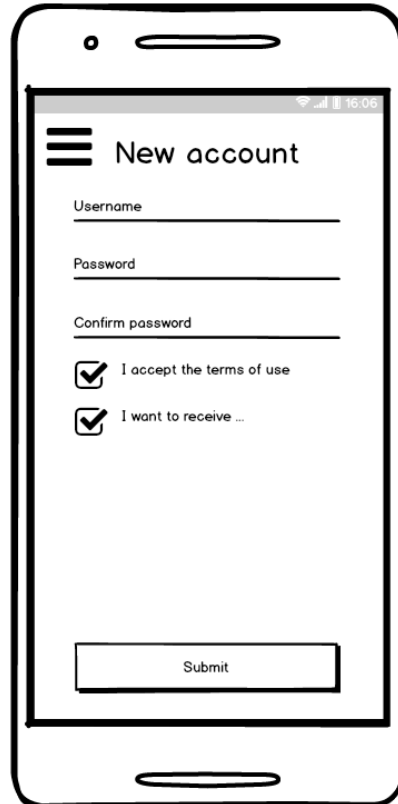 16:06
New account
Username
Password
Confirm password
I accept the terms of use
I want to receive ...
Submit